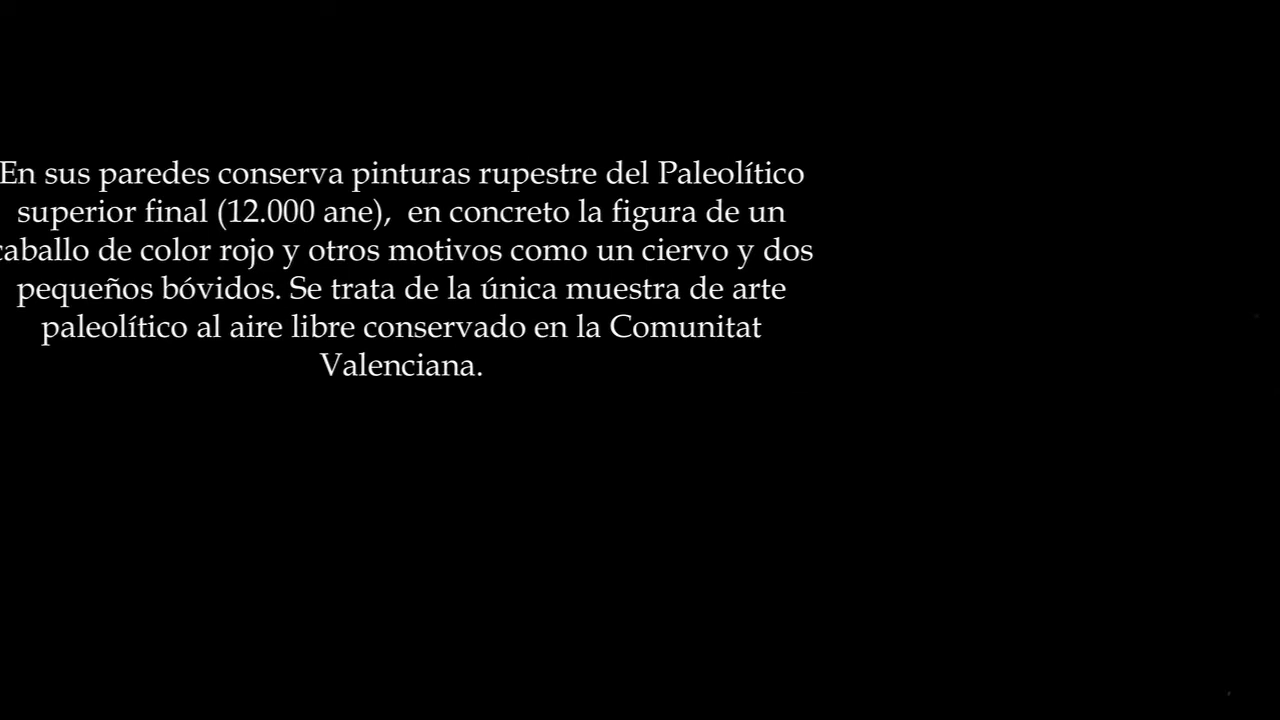 En sus paredes conserva pinturas rupestre del Paleolítico
superior final (12.000 ane), en concreto la figura de un
caballo de color rojo y otros motivos como un ciervo y dos
pequeños bóvidos. Se trata de la única muestra de arte
paleolítico al aire libre conservado en la Comunitat
Valenciana.